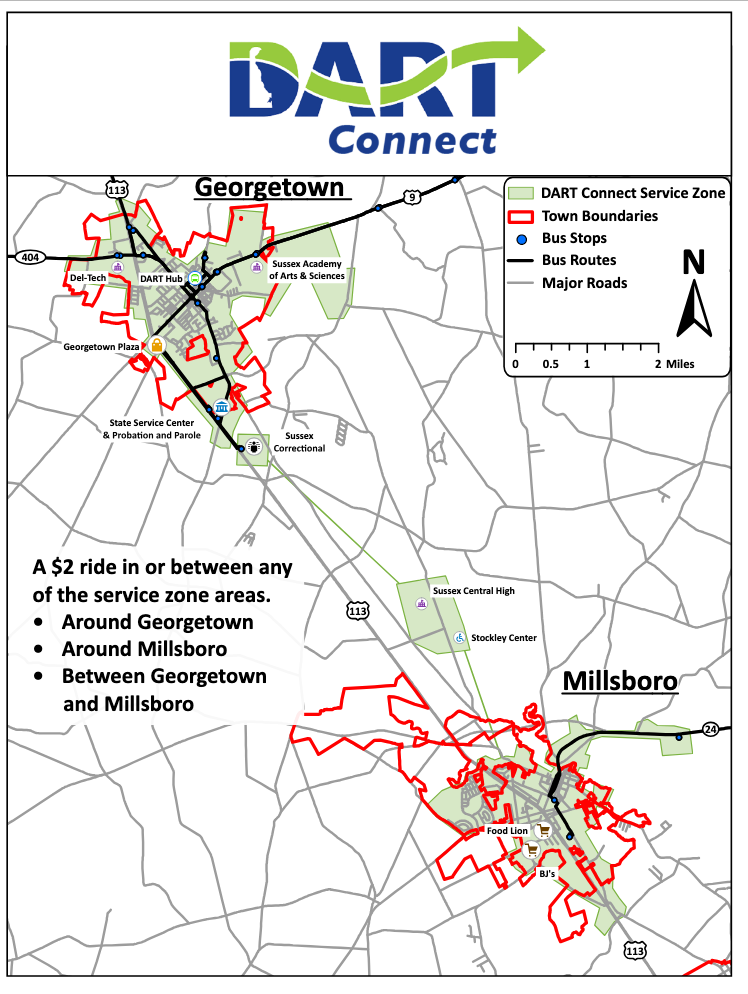 DART
Connect
113
Georgetown
9
DART Connect Service Zone
Town Boundaries
Bus Stops
Bus Routes
Major Roads
N
0 0.5 1 2 Miles
404
Del-Tech
DART Hub
Sussex Academy
of Arts & Sciences
Georgetown Plaza
State Service Center
& Probation and Parole
Sussex
Correctional
A $2 ride in or between any
of the service zone areas.
• Around Georgetown
• Around Millsboro
• Between Georgetown
and Millsboro
113
Sussex Central High
Stockley Center
Millsboro
24
Food Lion
BJ's
113